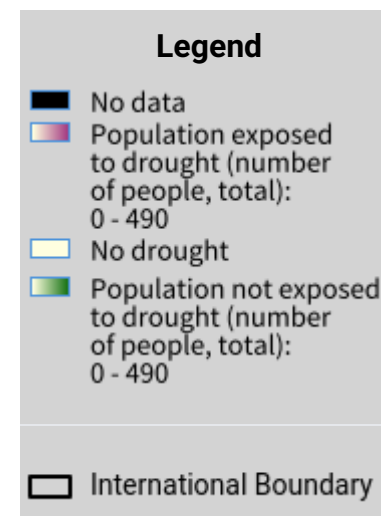 Legend
No data
Population exposed
to drought (number
of people, total):
0 - 490
No drought
Population not exposed
to drought (number
of people, total):
0 - 490
International Boundary